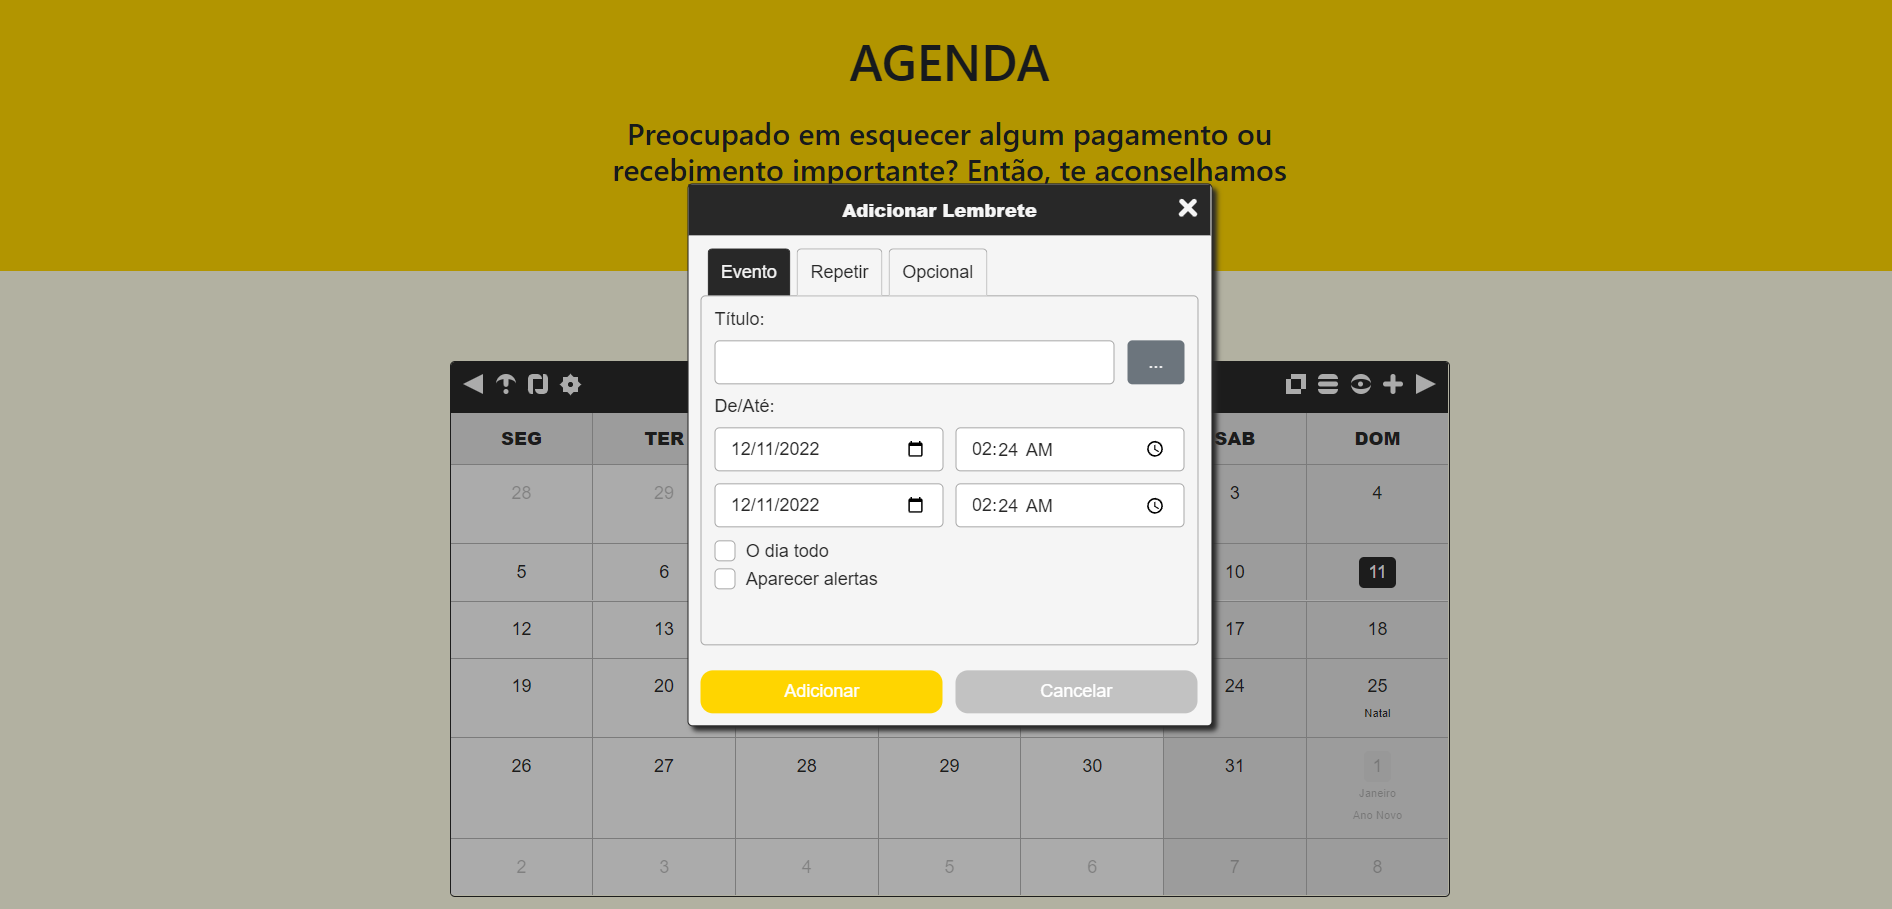 AGENDA
Preocupado em esquecer algum pagamento ou
recebimento importante? Então, te aconselhamos
Adicionar Lembrete
Evento Repetir Opcional
Título:
...
De/Até:
12/11/2022 02:24 AM
12/11/2022 02:24 AM
O dia todo
Aparecer alertas
Adicionar Cancelar
SEG TER SAB DOM
28 29 3 4
5 6 10 11
12 13 17 18
19 20 24 25
Natal
26 27 28 29 30 31 1
Janeiro
Ano Novo
2 3 4 5 6 7 8